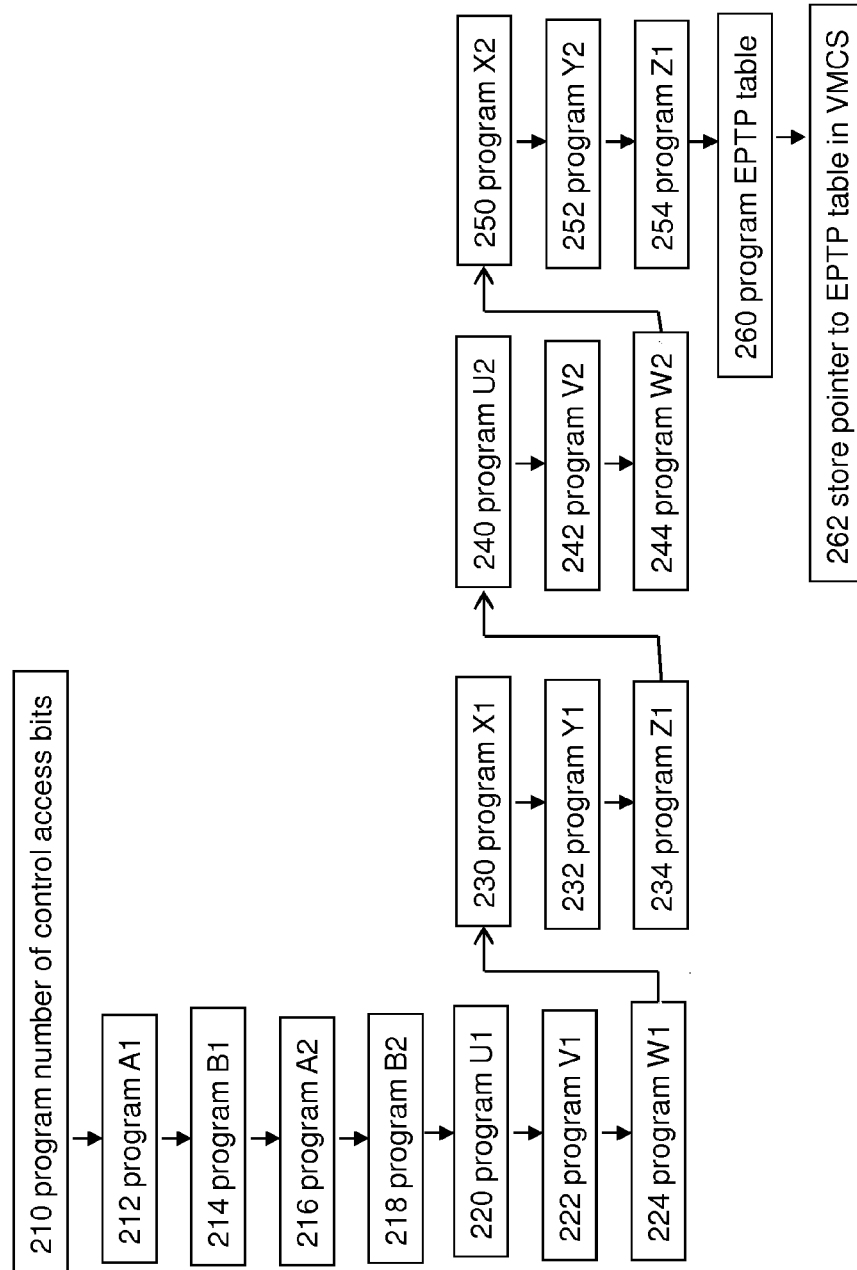 210 program number of control access bits
212 program A1
214 program B1
216 program A2
218 program B2
220 program U1
222 program V1
224 program W1
230 program X1
232 program Y1
234 program Z1
240 program U2
242 program V2
244 program W2
250 program X2
252 program Y2
254 program Z1
260 program EPTP table
262 store pointer to EPTP table in VMCS